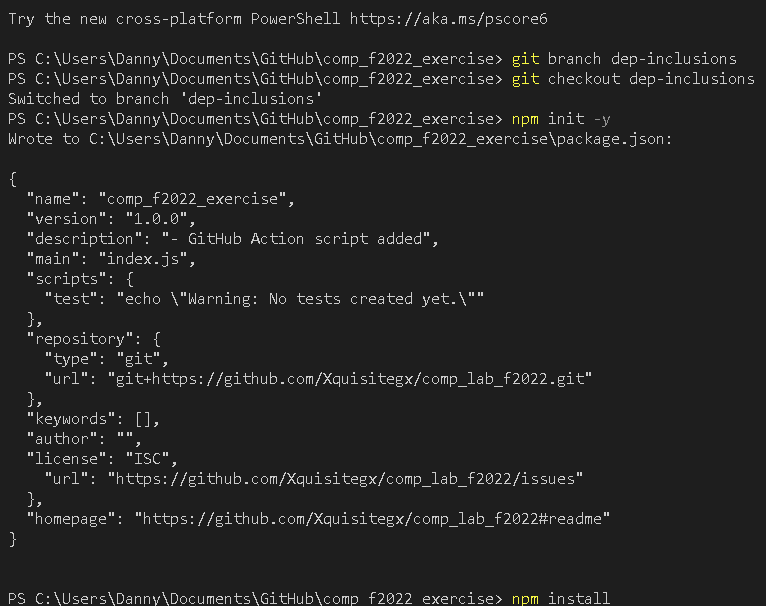 Try the new cross-platform PowerShell https://aka.ms/pscore6
PS C:\Users\Danny\Documents\GitHub\comp_f2022_exercise> git branch dep-inclusions
PS C:\Users\Danny\Documents\GitHub\comp_f2022_exercise> git checkout dep-inclusions
Switched to branch 'dep-inclusions'
PS C:\Users\Danny\Documents\GitHub\comp_f2022_exercise> npm init -y
Wrote to C:\Users\Danny\Documents\GitHub\comp_f2022_exercise\package.json:
{
  "name": "comp_f2022_exercise",
  "version": "1.0.0",
  "description": "- GitHub Action script added",
  "main": "index.js",
  "scripts": {
    "test": "echo \"Warning: No tests created yet.\""
  },
  "repository": {
    "type": "git",
    "url": "git+https://github.com/Xquisitegx/comp_lab_f2022.git"
  },
  "keywords": [],
  "author": "",
  "license": "ISC",
    "url": "https://github.com/Xquisitegx/comp_lab_f2022/issues"
  },
  "homepage": "https://github.com/Xquisitegx/comp_lab_f2022#readme"
}
PS C:\Users\Danny\Documents\GitHub\comp_f2022_exercise> npm install